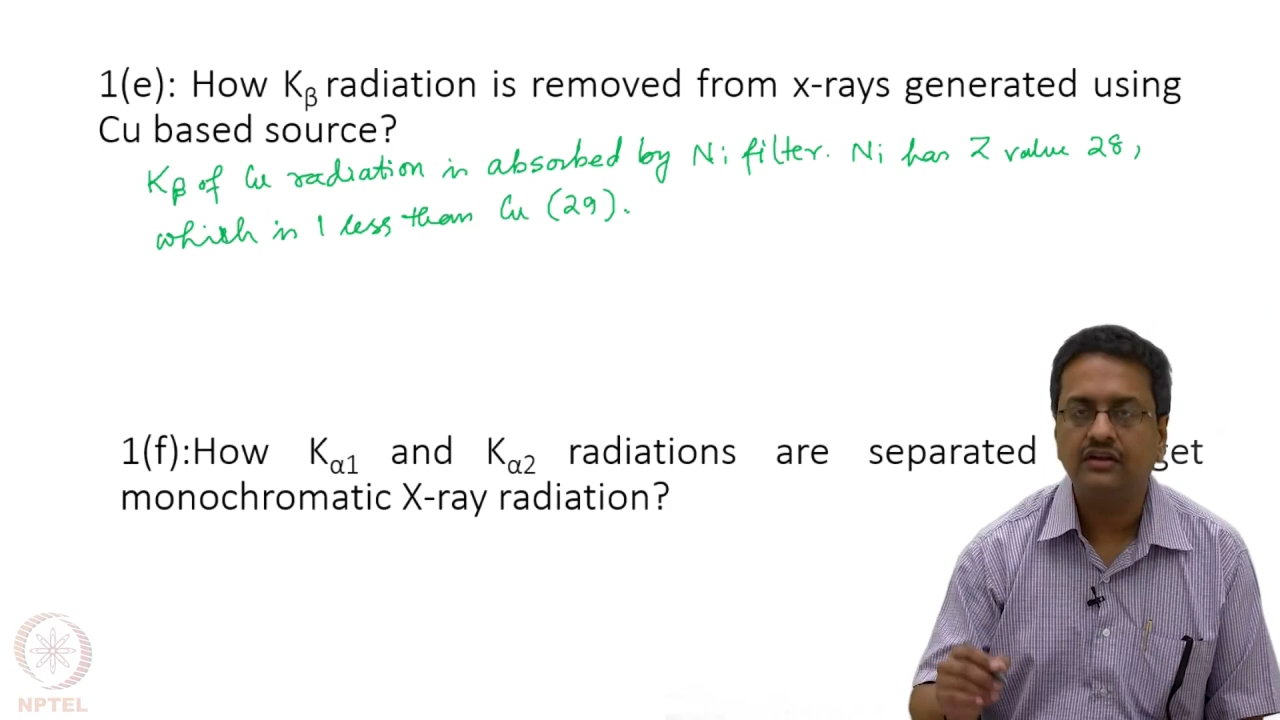 1(e): How Kβ radiation is removed from x-rays generated using
Cu based source?
Kβ of Cu radiation is absorbed by Ni filter. Ni has Z value 28,
which is 1 less than Cu (29).
1(f):How Kα1 and Kα2 radiations are separated get
monochromatic X-ray radiation?
NPTEL